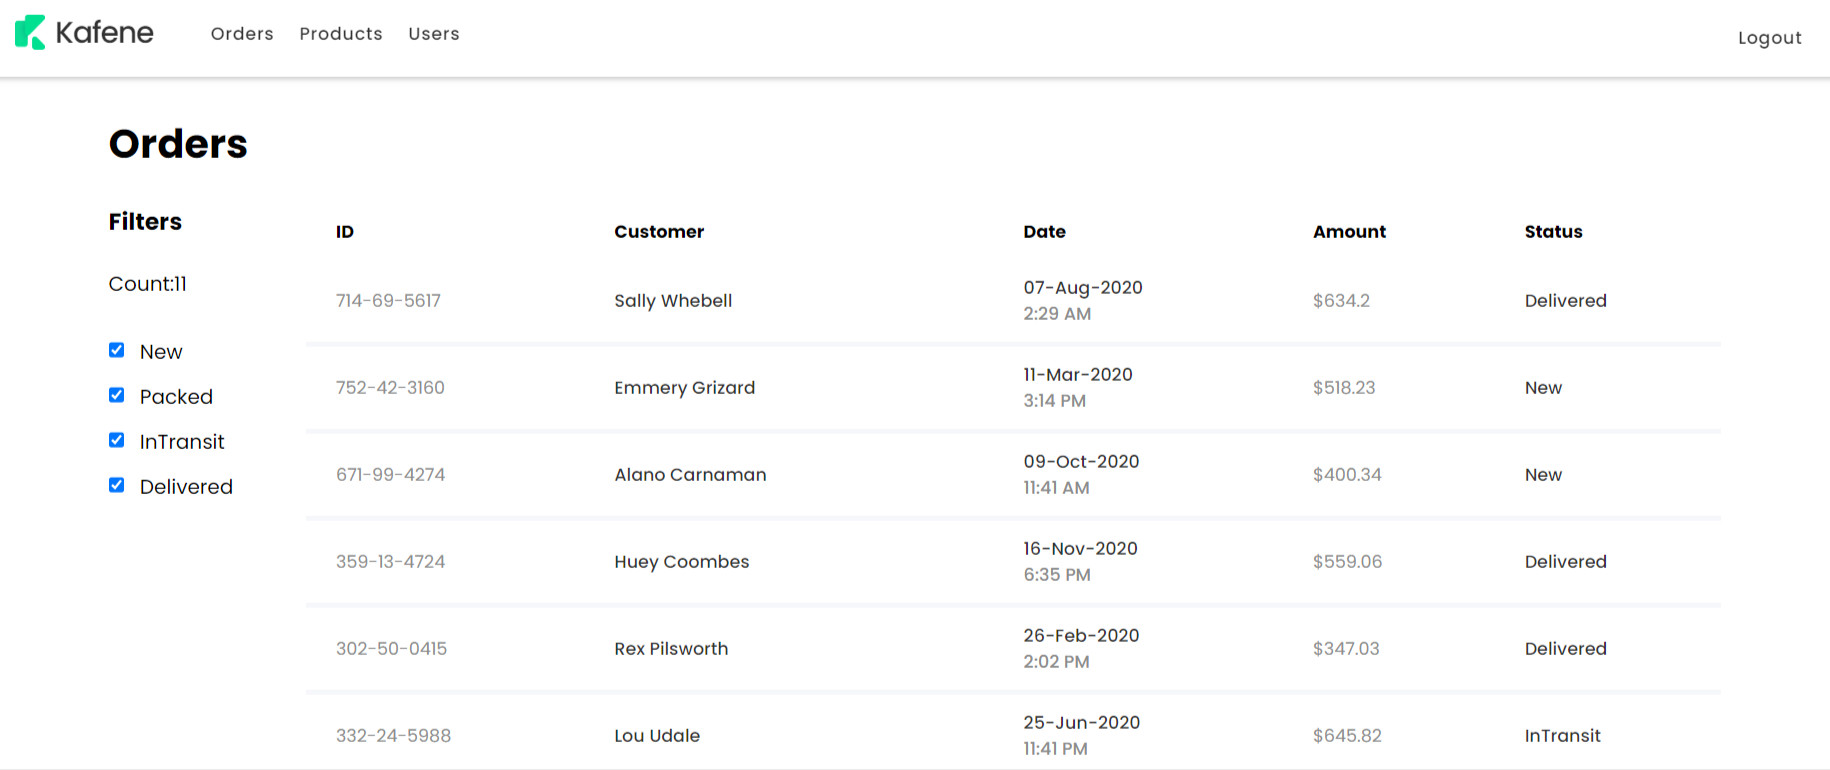 Kafene Orders Products Users Logout
Orders
Filters
Count:11
New
Packed
InTransit
Delivered
ID Customer Date Amount Status
714-69-5617 Sally Whebell 07-Aug-2020 $634.2 Delivered
2:29 AM
752-42-3160 Emmery Grizard 11-Mar-2020 $518.23 New
3:14 PM
671-99-4274 Alano Carnaman 09-Oct-2020 $400.34 New
11:41 AM
359-13-4724 Huey Coombes 16-Nov-2020 $559.06 Delivered
6:35 PM
302-50-0415 Rex Pilsworth 26-Feb-2020 $347.03 Delivered
2:02 PM
332-24-5988 Lou Udale 25-Jun-2020 $645.82 InTransit
11:41 PM